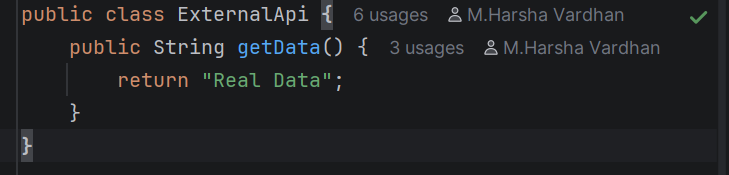 public class ExternalApi { 6 usages M.Harsha Vardhan
public String getData() { 3 usages M.Harsha Vardhan
return "Real Data";
}
}